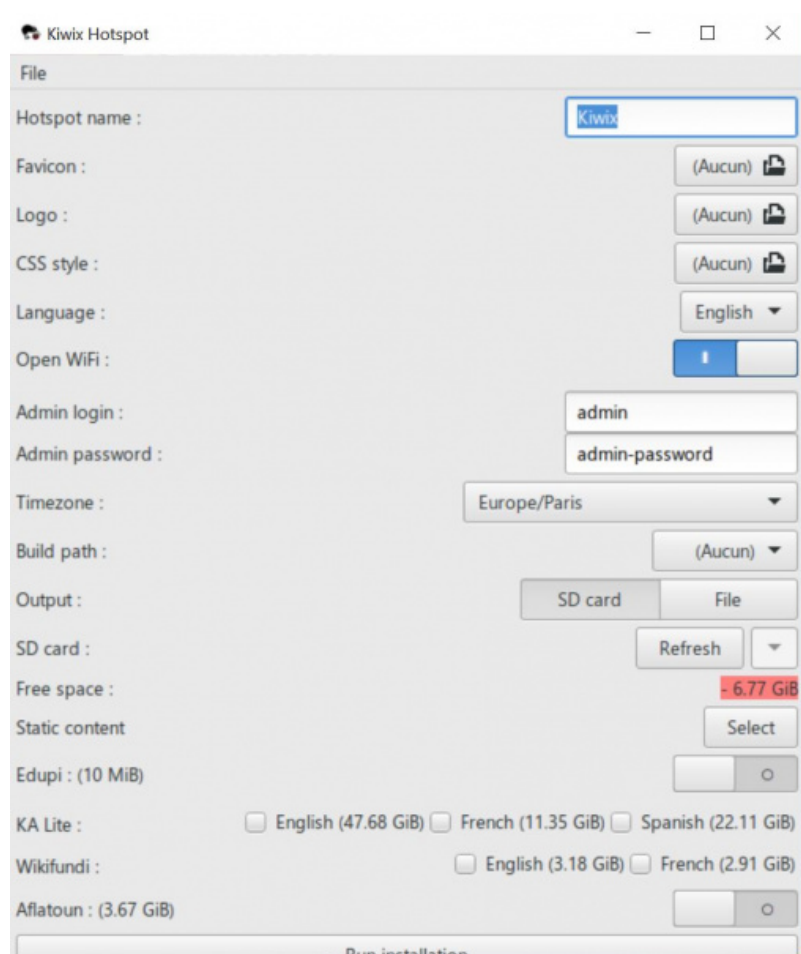 Kiwix Hotspot
File
Hotspot name : Kiwix
Favicon : (Aucun)
Logo : (Aucun)
CSS style : (Aucun)
Language : English
Open WiFi :
Admin login : admin
Admin password : admin-password
Timezone : Europe/Paris
Build path : (Aucun)
Output : SD card File
SD card : Refresh
Free space : - 6.77 GiB
Static content Select
Edupi : (10 MiB)
KA Lite : English (47.68 GiB) French (11.35 GiB) Spanish (22.11 GiB)
Wikifundi : English (3.18 GiB) French (2.91 GiB)
Aflatoun : (3.67 GiB)
Run installation